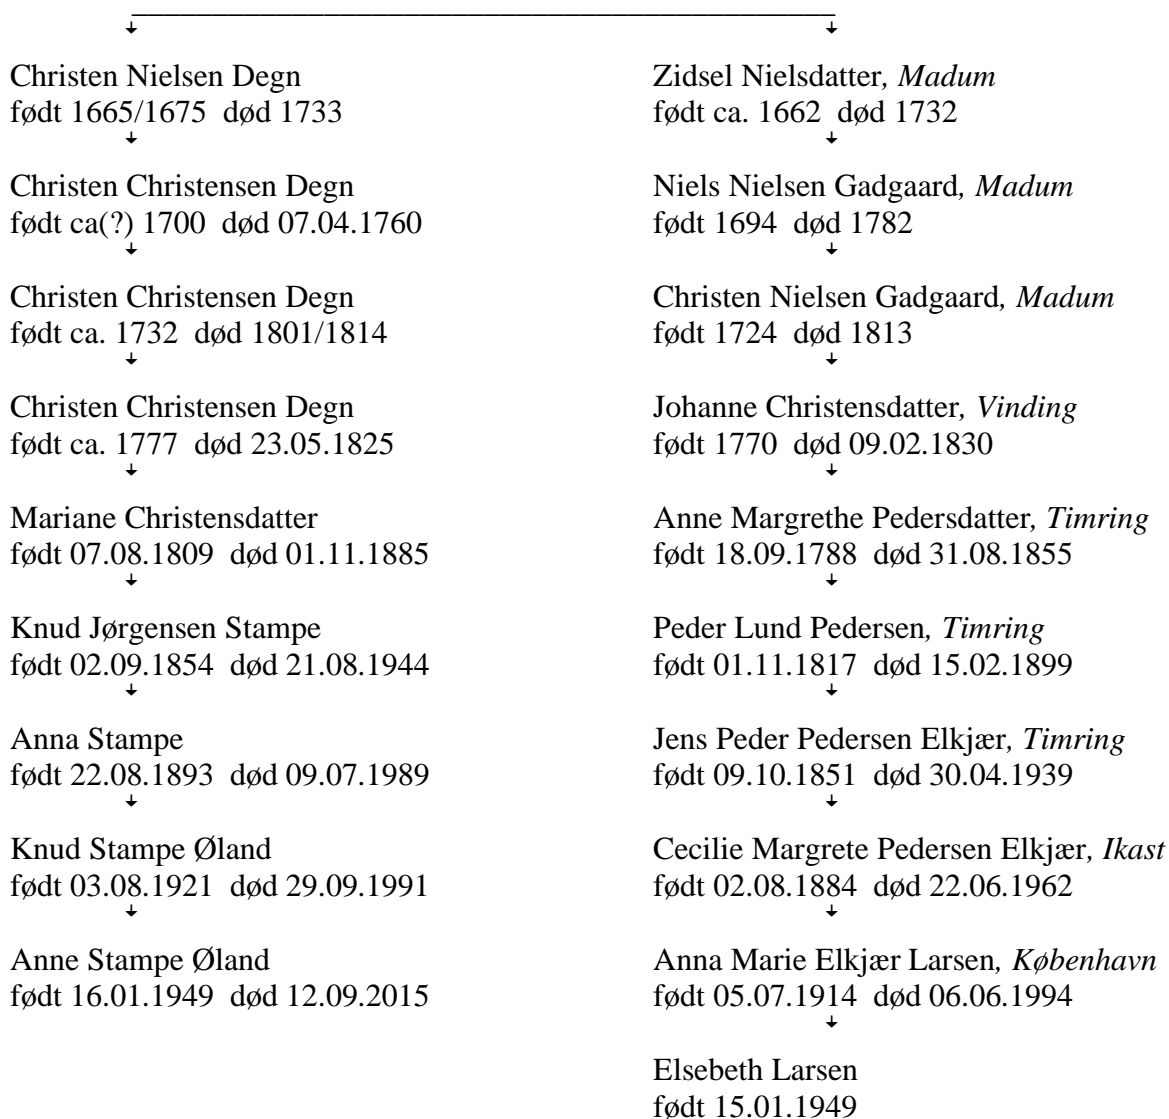 Christen Nielsen Degn
født 1665/1675 død 1733
Christen Christensen Degn
født ca(?) 1700 død 07.04.1760
Christen Christensen Degn
født ca. 1732 død 1801/1814
Christen Christensen Degn
født ca. 1777 død 23.05.1825
Mariane Christensdatter
født 07.08.1809 død 01.11.1885
Knud Jørgensen Stampe
født 02.09.1854 død 21.08.1944
Anna Stampe
født 22.08.1893 død 09.07.1989
Knud Stampe Øland
født 03.08.1921 død 29.09.1991
Anne Stampe Øland
født 16.01.1949 død 12.09.2015
Zidsel Nielsdatter, Madum
født ca. 1662 død 1732
Niels Nielsen Gadgaard, Madum
født 1694 død 1782
Christen Nielsen Gadgaard, Madum
født 1724 død 1813
Johanne Christensdatter, Vinding
født 1770 død 09.02.1830
Anne Margrethe Pedersdatter, Timring
født 18.09.1788 død 31.08.1855
Peder Lund Pedersen, Timring
født 01.11.1817 død 15.02.1899
Jens Peder Pedersen Elkjær, Timring
født 09.10.1851 død 30.04.1939
Cecilie Margrete Pedersen Elkjær, Ikast
født 02.08.1884 død 22.06.1962
Anna Marie Elkjær Larsen, København
født 05.07.1914 død 06.06.1994
Elsebeth Larsen
født 15.01.1949